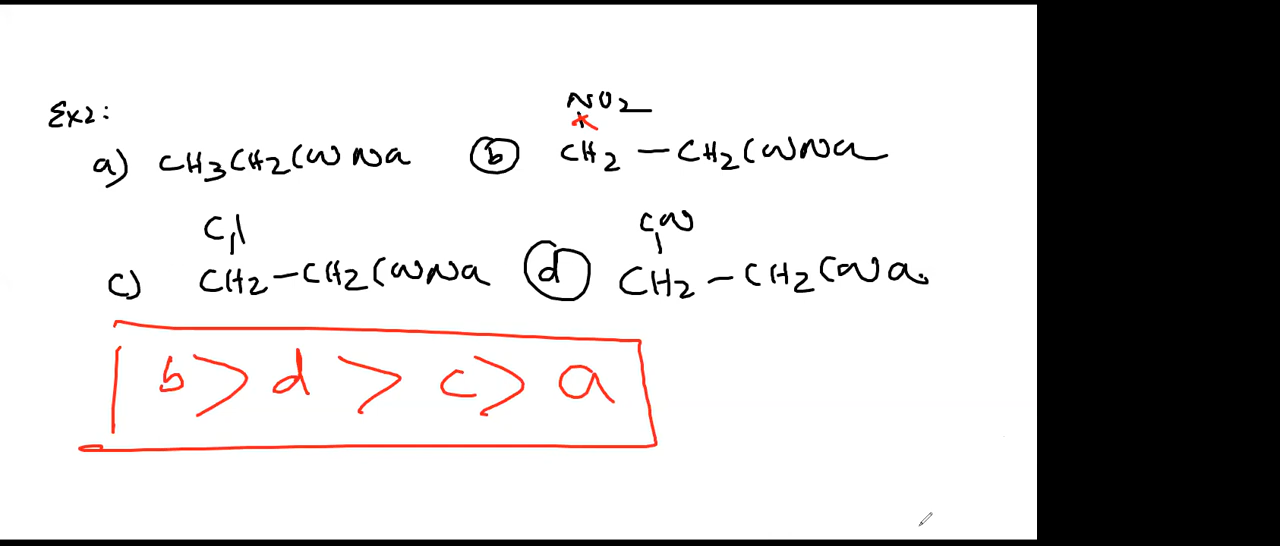 Ex2:
NO2
a) CH3CH2COONa (b) CH2 - CH2COONa
Cl CN
c) CH2 - CH2COONa (d) CH2 - CH2COONa.
b > d > c > a